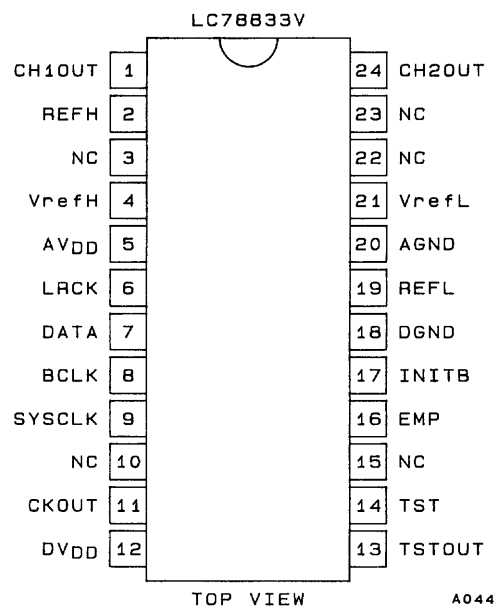 LC78833V
CH1OUT 1 24 CH2OUT
REFH 2 23 NC
NC 3 22 NC
VrefH 4 21 VrefL
AVDD 5 20 AGND
LRCK 6 19 REFL
DATA 7 18 DGND
BCLK 8 17 INITB
SYSCLK 9 16 EMP
NC 10 15 NC
CKOUT 11 14 TST
DVDD 12 13 TSTOUT
TOP VIEW A044